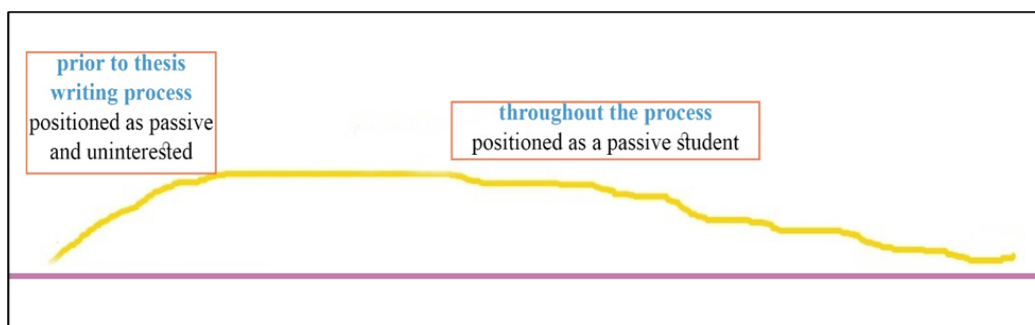 prior to thesis
writing process
positioned as passive
and uninterested
throughout the process
positioned as a passive student